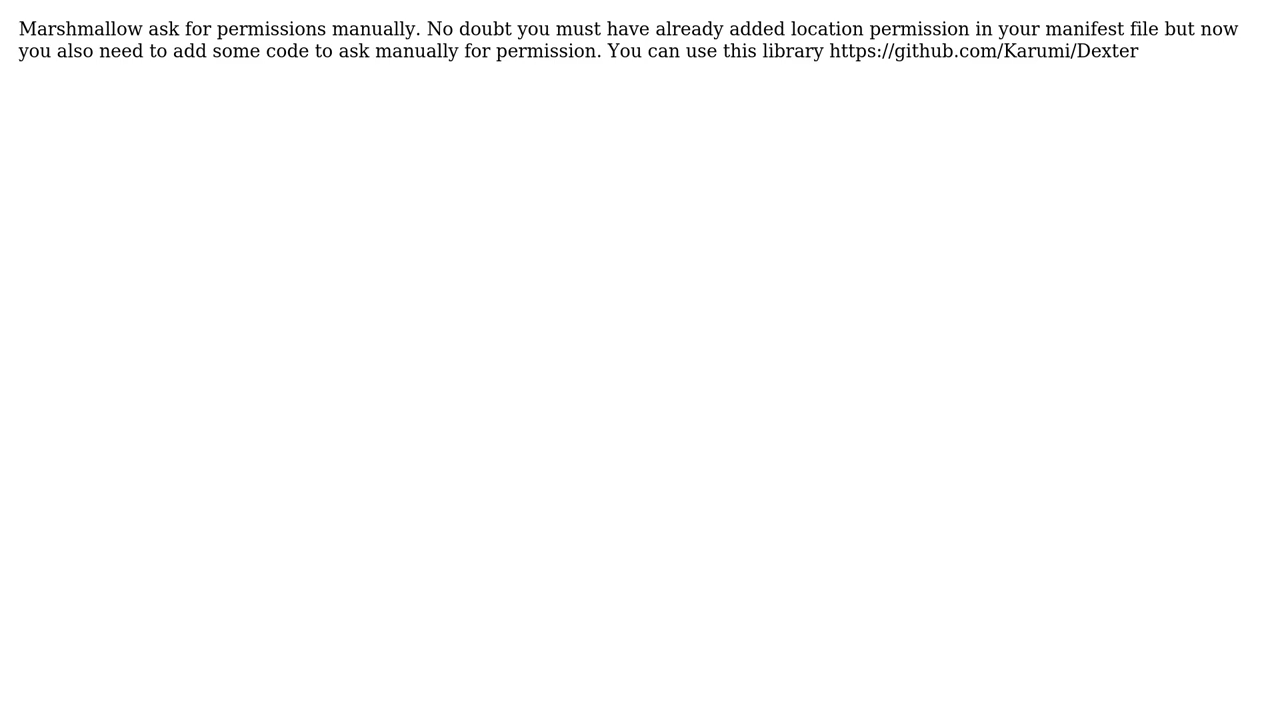 Marshmallow ask for permissions manually. No doubt you must have already added location permission in your manifest file but now
you also need to add some code to ask manually for permission. You can use this library https://github.com/Karumi/Dexter